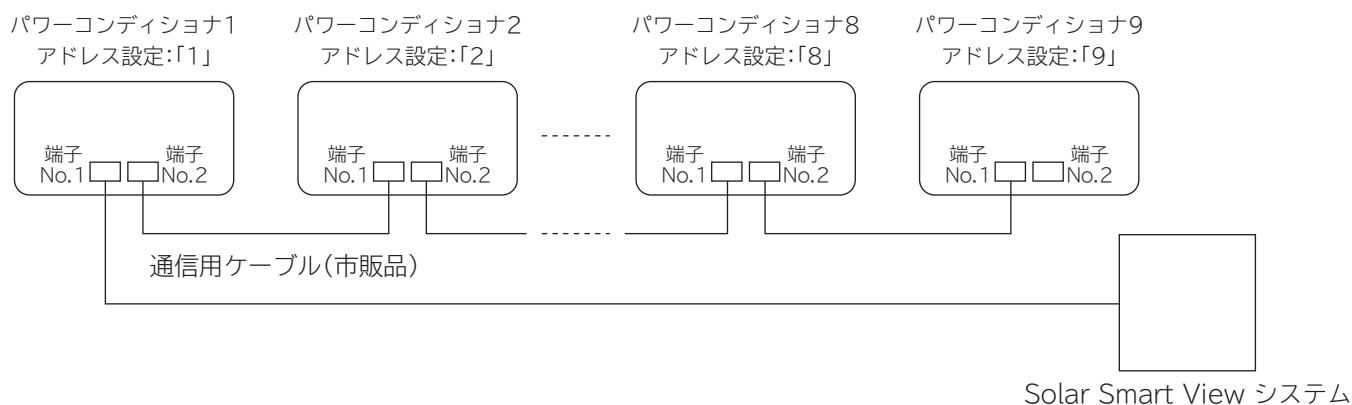 パワーコンディショナ1
アドレス設定:「1」
パワーコンディショナ2
アドレス設定:「2」
パワーコンディショナ8
アドレス設定:「8」
パワーコンディショナ9
アドレス設定:「9」
端子
No.1
端子
No.2
端子
No.1
端子
No.2
端子
No.1
端子
No.2
端子
No.1
端子
No.2
通信用ケーブル(市販品)
Solar Smart View システム